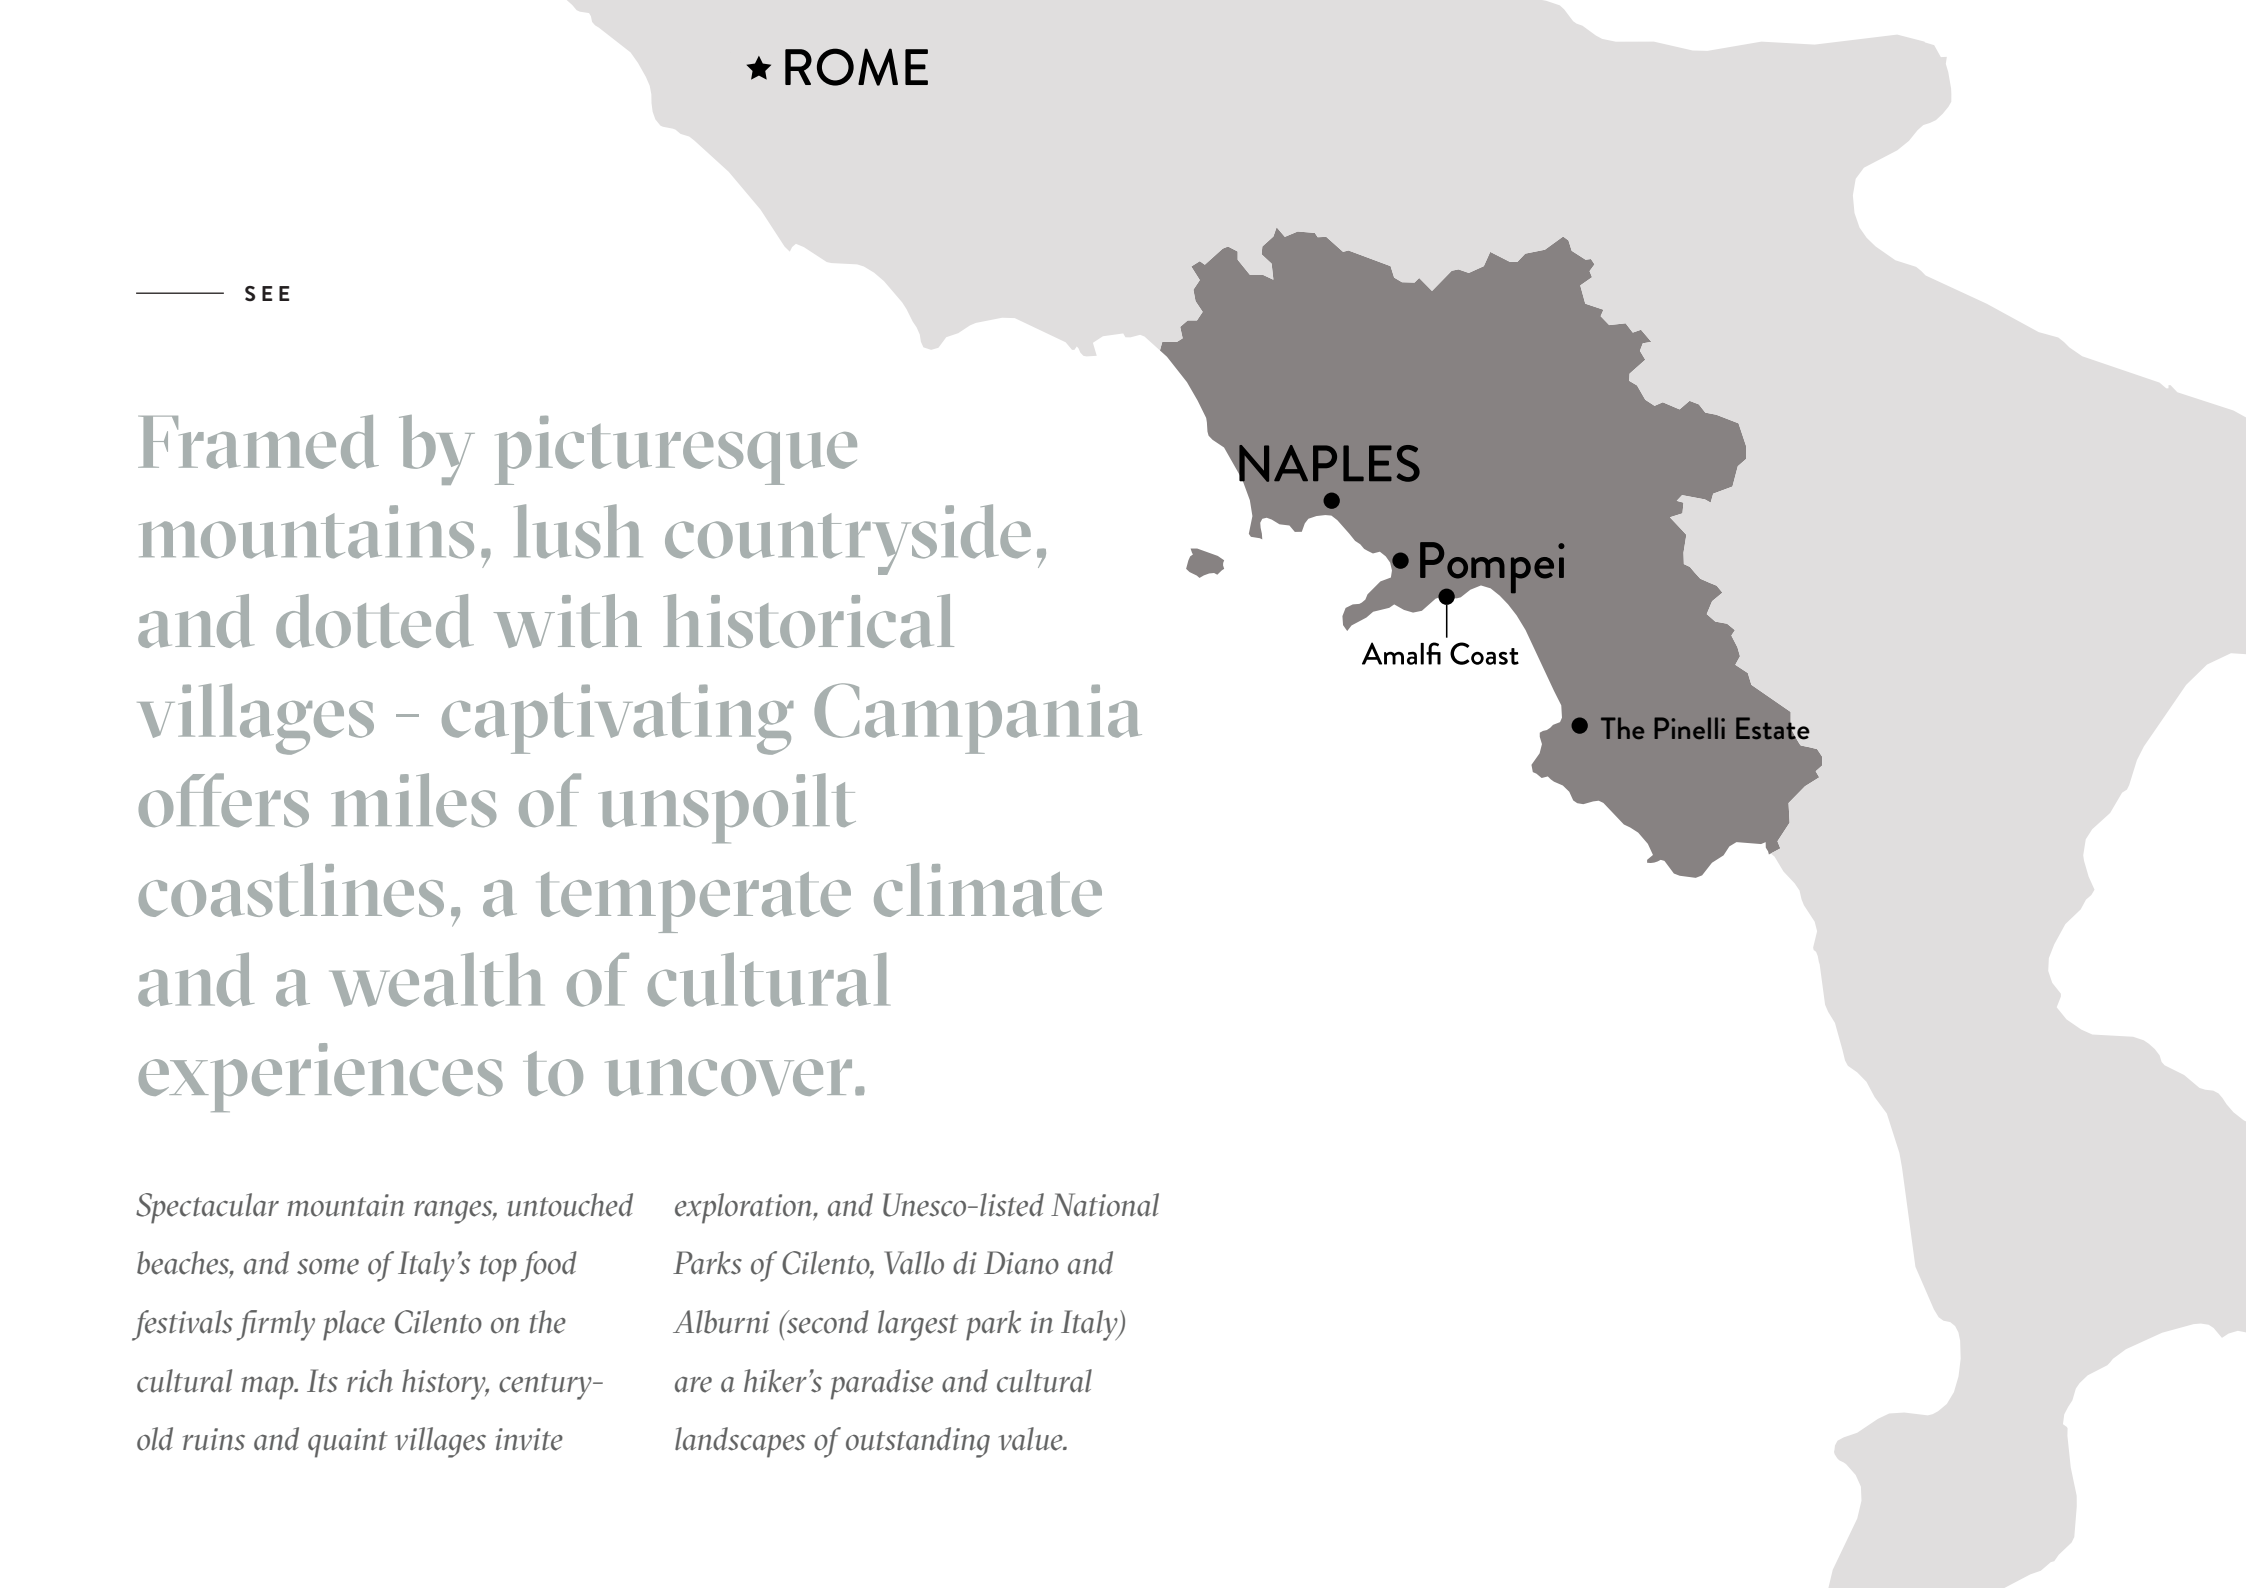 ROME
SEE
Framed by picturesque
mountains, lush countryside,
and dotted with historical
villages – captivating Campania
offers miles of unspoilt
coastlines, a temperate climate
and a wealth of cultural
experiences to uncover.
NAPLES
Pompei
Amalfi Coast
The Pinelli Estate
Spectacular mountain ranges, untouched
beaches, and some of Italy’s top food
festivals firmly place Cilento on the
cultural map. Its rich history, century-
old ruins and quaint villages invite
exploration, and Unesco-listed National
Parks of Cilento, Vallo di Diano and
Alburni (second largest park in Italy)
are a hiker’s paradise and cultural
landscapes of outstanding value.